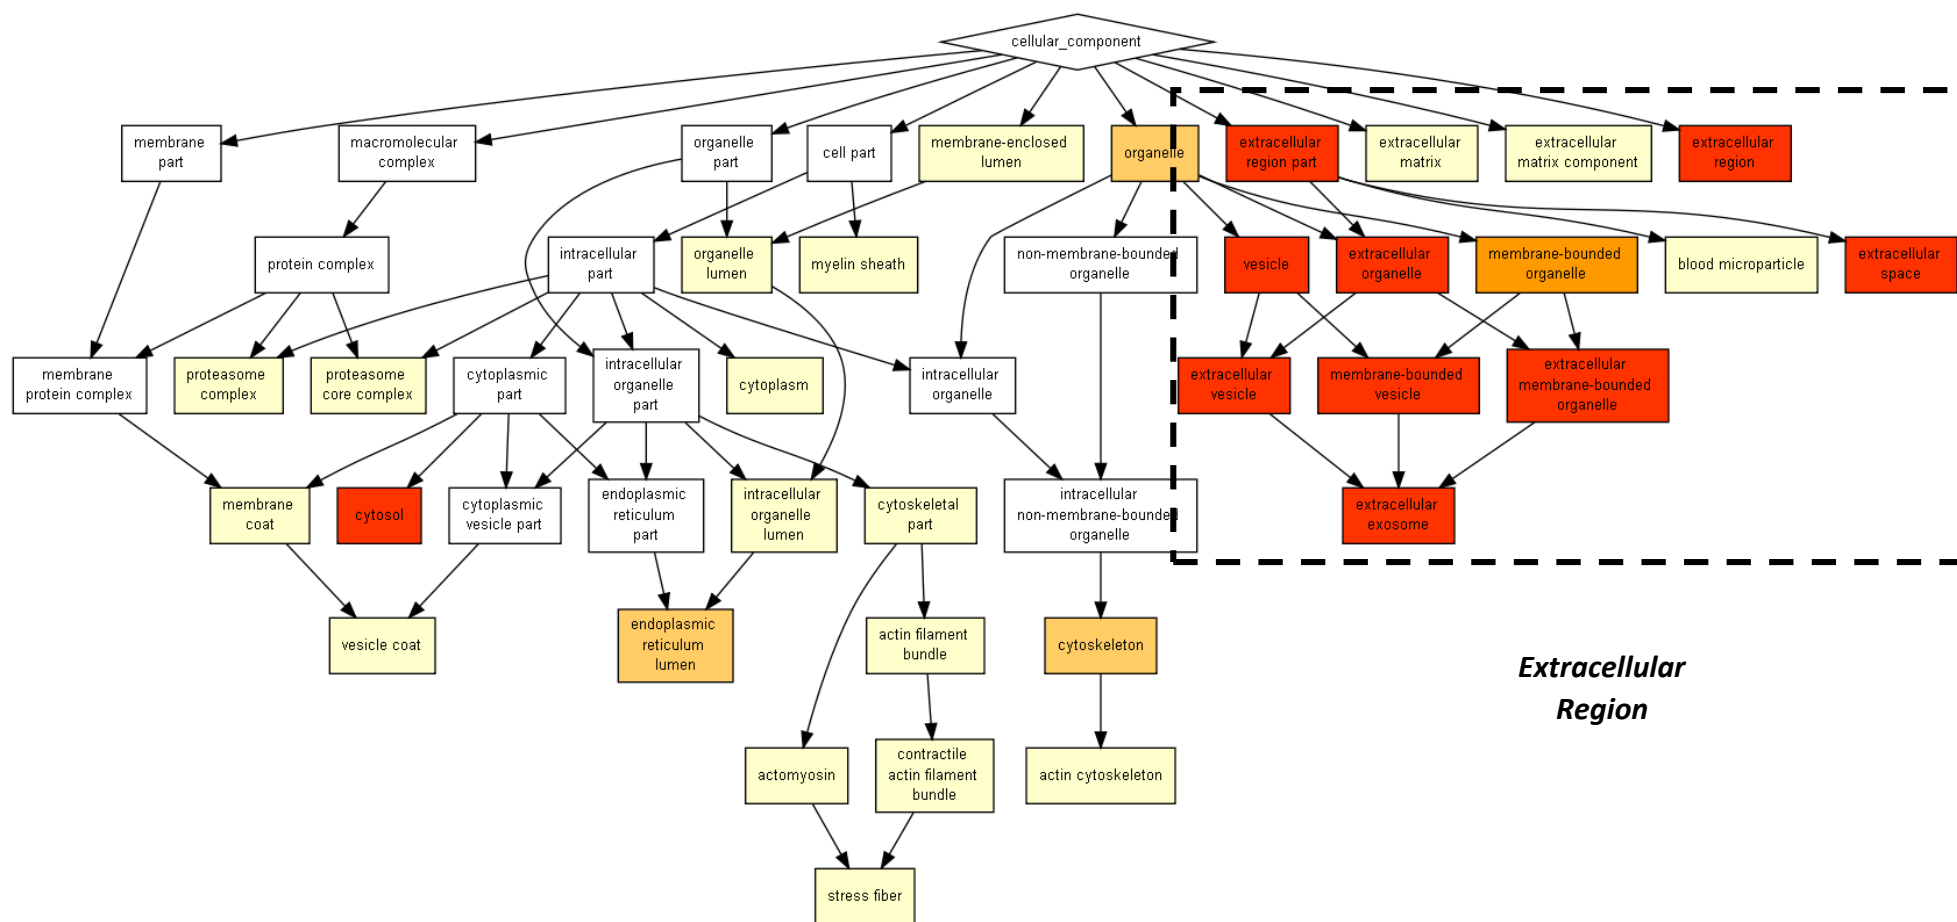 cellular_component
membrane
part
macromolecular
complex
organelle
part
cell part
membrane-enclosed
lumen
organelle
extracellular
region part
extracellular
matrix
extracellular
matrix component
extracellular
region
protein complex
intracellular
part
organelle
lumen
myelin sheath
non-membrane-bounded
organelle
vesicle
extracellular
organelle
membrane-bounded
organelle
blood microparticle
extracellular
space
membrane
protein complex
proteasome
complex
proteasome
core complex
cytoplasmic
part
intracellular
organelle
part
cytoplasm
intracellular
organelle
extracellular
vesicle
membrane-bounded
vesicle
extracellular
membrane-bounded
organelle
membrane
coat
cytosol
cytoplasmic
vesicle part
endoplasmic
reticulum
part
intracellular
organelle
lumen
cytoskeletal
part
intracellular
non-membrane-bounded
organelle
extracellular
exosome
vesicle coat
endoplasmic
reticulum
lumen
actin filament
bundle
cytoskeleton
Extracellular
Region
actomyosin
contractile
actin filament
bundle
actin cytoskeleton
stress fiber